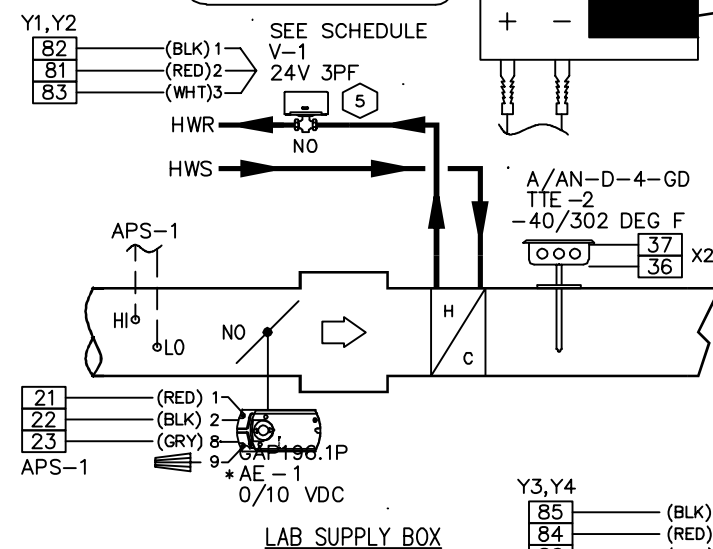 Y1,Y2
82 (BLK) 1
81 (RED) 2
83 (WHT) 3
SEE SCHEDULE
V-1
24V 3PF
5
+ -
HWR
NO
HWS
A/AN-D-4-GD
TTE-2
-40/302 DEG F
37
36
X2
APS-1
HI
LO
NO
H
C
21 (RED) 1
22 (BLK) 2
23 (GRY) 8
9
APS-1
GAP196.1P
*AE-1
0/10 VDC
LAB SUPPLY BOX
Y3,Y4
85 (BLK)
84 (RED)